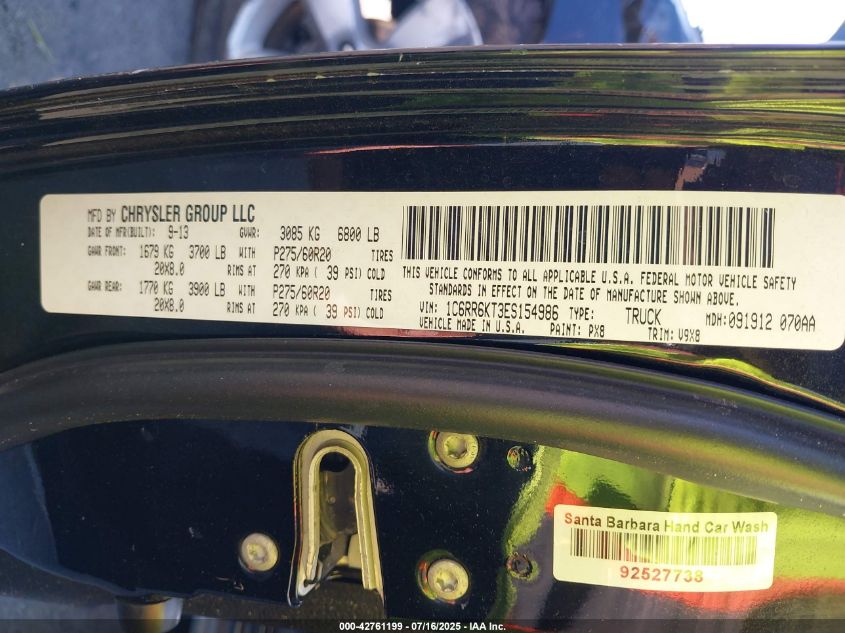 MFD BY CHRYSLER GROUP LLC
DATE OF MFR(BUILT): 9-13 GVWR: 3085 KG 6800 LB
GAWR FRONT: 1679 KG 3700 LB WITH P275/60R20 TIRES
20X8.0 RIMS AT 270 KPA ( 39 PSI) COLD
GAWR REAR: 1770 KG 3900 LB WITH P275/60R20 TIRES
20X8.0 RIMS AT 270 KPA ( 39 PSI) COLD
THIS VEHICLE CONFORMS TO ALL APPLICABLE U.S.A. FEDERAL MOTOR VEHICLE SAFETY
STANDARDS IN EFFECT ON THE DATE OF MANUFACTURE SHOWN ABOVE.
VIN: 1C6RR6KT3ES154986 TYPE: TRUCK MDH:091912 070AA
VEHICLE MADE IN U.S.A. PAINT: PX8 TRIM: V9X8
Santa Barbara Hand Car Wash
92527738
000-42761199 - 07/16/2025 - IAA Inc.